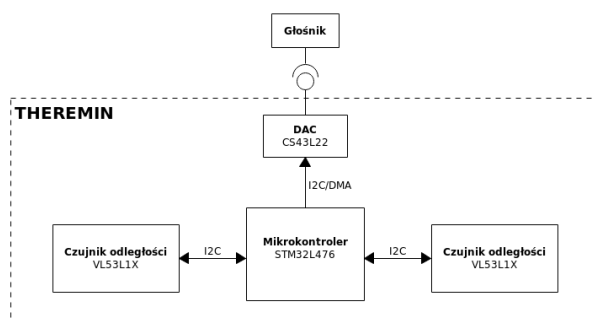 Głośnik
THEREMIN
DAC
CS43L22
I2C/DMA
Mikrokontroler
STM32L476
Czujnik odległości
VL53L1X
I2C
I2C
Czujnik odległości
VL53L1X